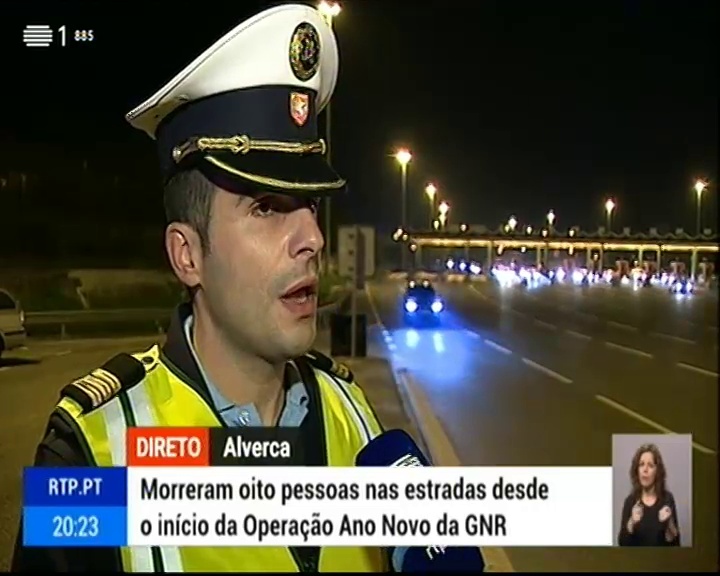 1 885
DIRETO Alverca
RTP.PT
20:23
Morreram oito pessoas nas estradas desde
o início da Operação Ano Novo da GNR
rtp